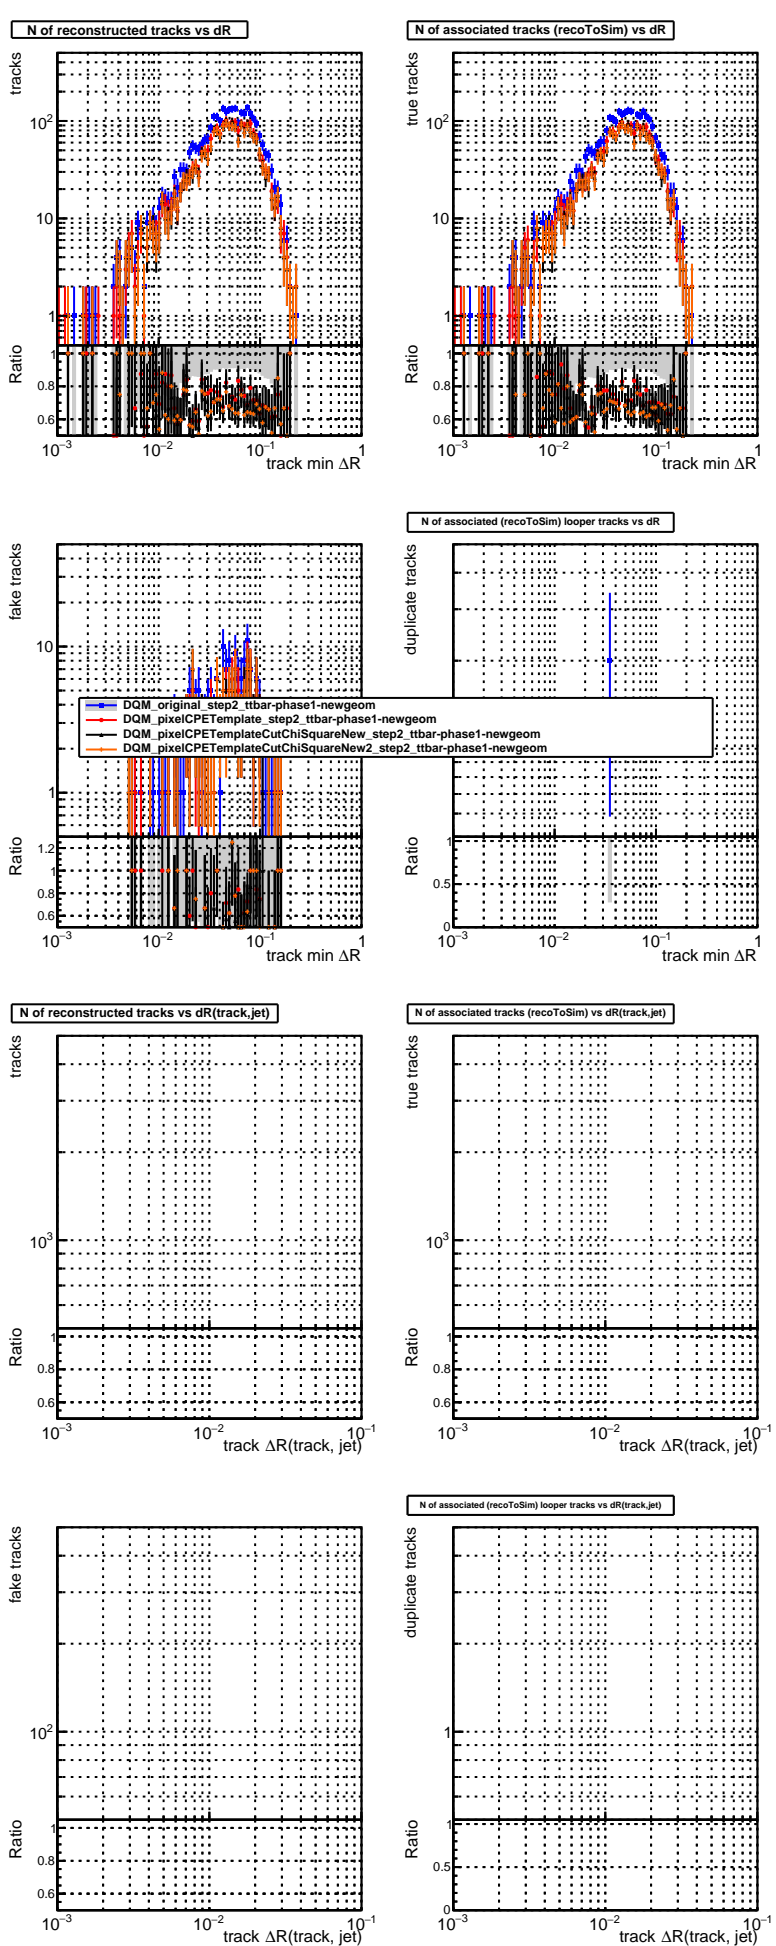 N of reconstructed tracks vs dR
tracks
10²
10
1
Ratio
1
0.8
0.6
10⁻³ 10⁻² 10⁻¹ 1
track min ΔR
N of associated tracks (recoToSim) vs dR
true tracks
10²
10
1
Ratio
1
0.8
0.6
10⁻³ 10⁻² 10⁻¹ 1
track min ΔR
fake tracks
10
1
Ratio
1.2
1
0.8
0.6
10⁻³ 10⁻² 10⁻¹ 1
track min ΔR
N of associated (recoToSim) looper tracks vs dR
duplicate tracks
Ratio
1
0.5
0
10⁻³ 10⁻² 10⁻¹ 1
track min ΔR
DQM_original_step2_ttbar-phase1-newgeom
DQM_pixelCPETemplate_step2_ttbar-phase1-newgeom
DQM_pixelCPETemplateCutChiSquareNew_step2_ttbar-phase1-newgeom
DQM_pixelCPETemplateCutChiSquareNew2_step2_ttbar-phase1-newgeom
N of reconstructed tracks vs dR(track,jet)
tracks
10³
Ratio
1
0.8
0.6
10⁻³ 10⁻² 10⁻¹
track ΔR(track, jet)
N of associated tracks (recoToSim) vs dR(track,jet)
true tracks
10³
Ratio
1
0.8
0.6
10⁻³ 10⁻² 10⁻¹
track ΔR(track, jet)
fake tracks
10²
Ratio
1
0.8
0.6
10⁻³ 10⁻² 10⁻¹
track ΔR(track, jet)
N of associated (recoToSim) looper tracks vs dR(track,jet)
duplicate tracks
1
Ratio
1
0.5
0
10⁻³ 10⁻² 10⁻¹
track ΔR(track, jet)